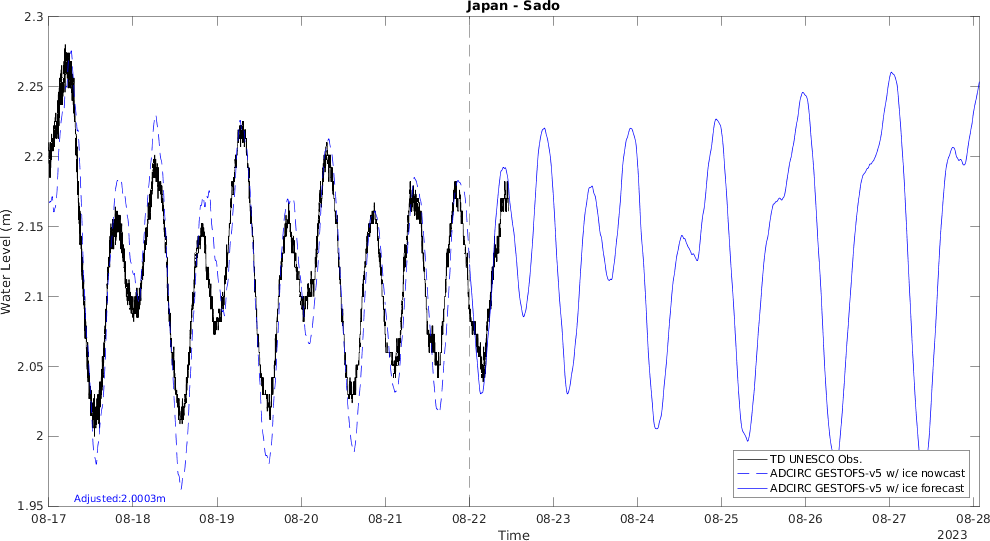 Japan - Sado
2.3
2.25
2.2
2.15
2.1
2.05
2
1.95
Water Level (m)
Adjusted:2.0003m
TD UNESCO Obs.
ADCIRC GESTOFS-v5 w/ ice nowcast
ADCIRC GESTOFS-v5 w/ ice forecast
08-17 08-18 08-19 08-20 08-21 08-22 08-23 08-24 08-25 08-26 08-27 08-28
Time
2023